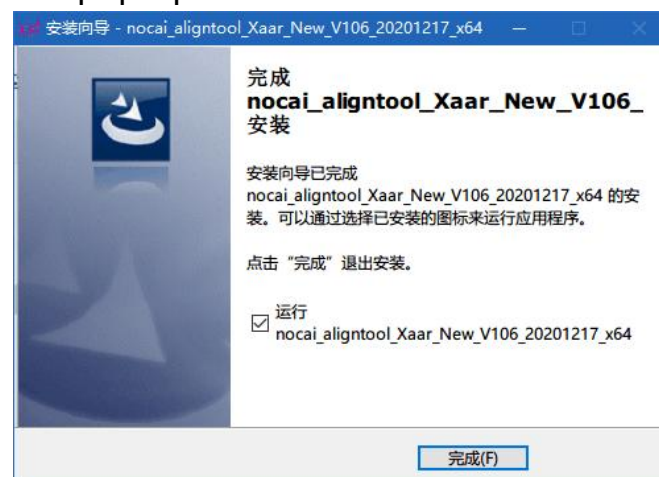 安装向导 - nocai_aligntool_Xaar_New_V106_20201217_x64
完成
nocai_aligntool_Xaar_New_V106_
安装
安装向导已完成
nocai_aligntool_Xaar_New_V106_20201217_x64 的安
装。可以通过选择已安装的图标来运行应用程序。
点击“完成”退出安装。
运行
nocai_aligntool_Xaar_New_V106_20201217_x64
完成(F)